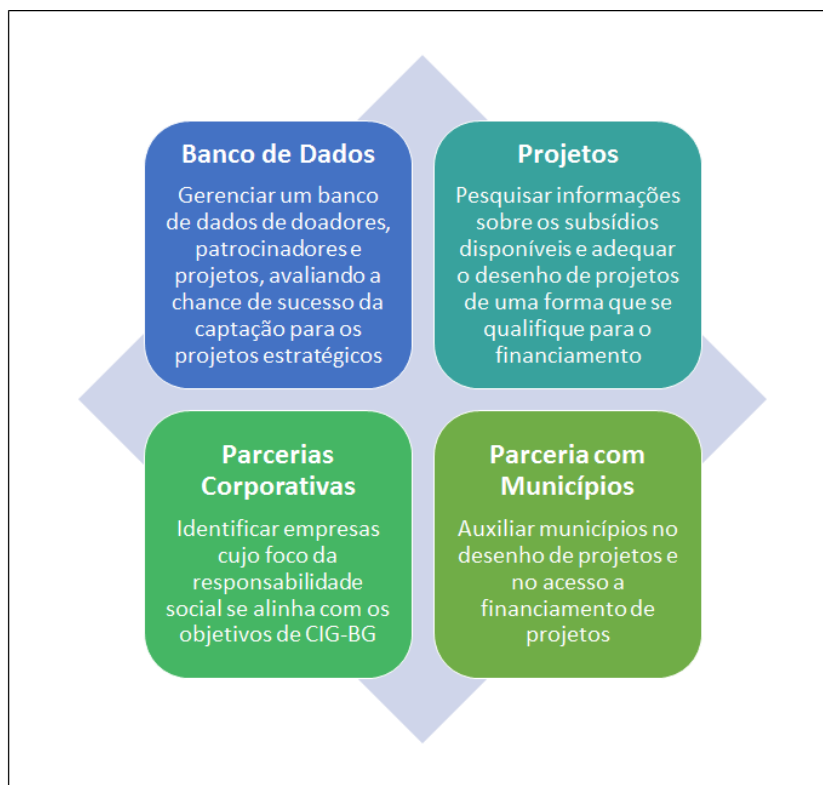 Banco de Dados
Gerenciar um banco
de dados de doadores,
patrocinadores e
projetos, avaliando a
chance de sucesso da
captação para os
projetos estratégicos
Projetos
Pesquisar informações
sobre os subsídios
disponíveis e adequar
o desenho de projetos
de uma forma que se
qualifique para o
financiamento
Parcerias
Corporativas
Identificar empresas
cujo foco da
responsabilidade
social se alinha com os
objetivos de CIG-BG
Parceria com
Municípios
Auxiliar municípios no
desenho de projetos e
no acesso a
financiamento de
projetos